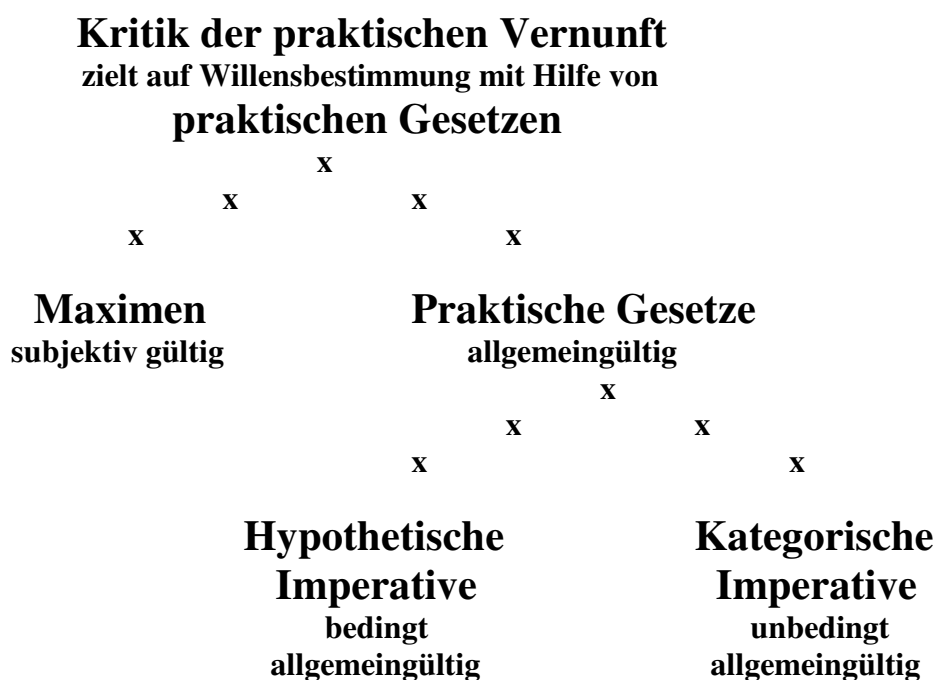 Kritik der praktischen Vernunft
zielt auf Willensbestimmung mit Hilfe von
praktischen Gesetzen
x
x x
x x
Maximen Praktische Gesetze
subjektiv gültig allgemeingültig
x
x x
x x
Hypothetische Kategorische
Imperative Imperative
bedingt unbedingt
allgemeingültig allgemeingültig